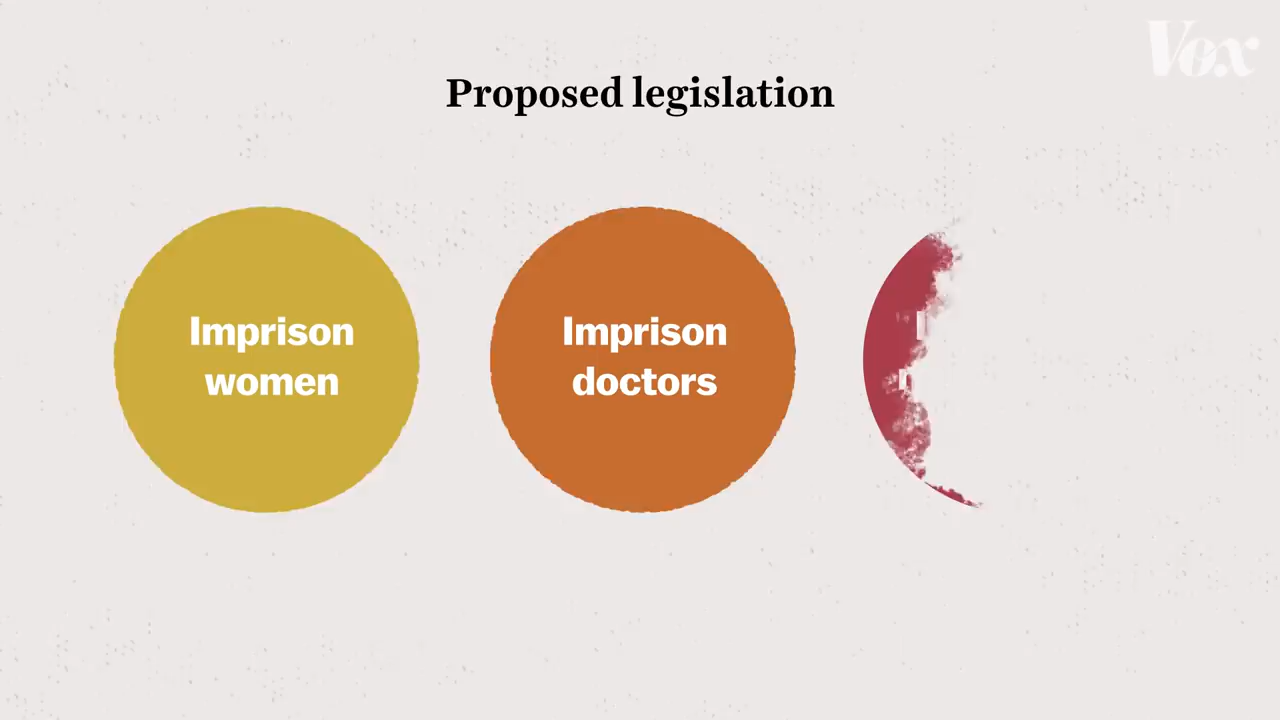 Vox
Proposed legislation
Imprison
women
Imprison
doctors